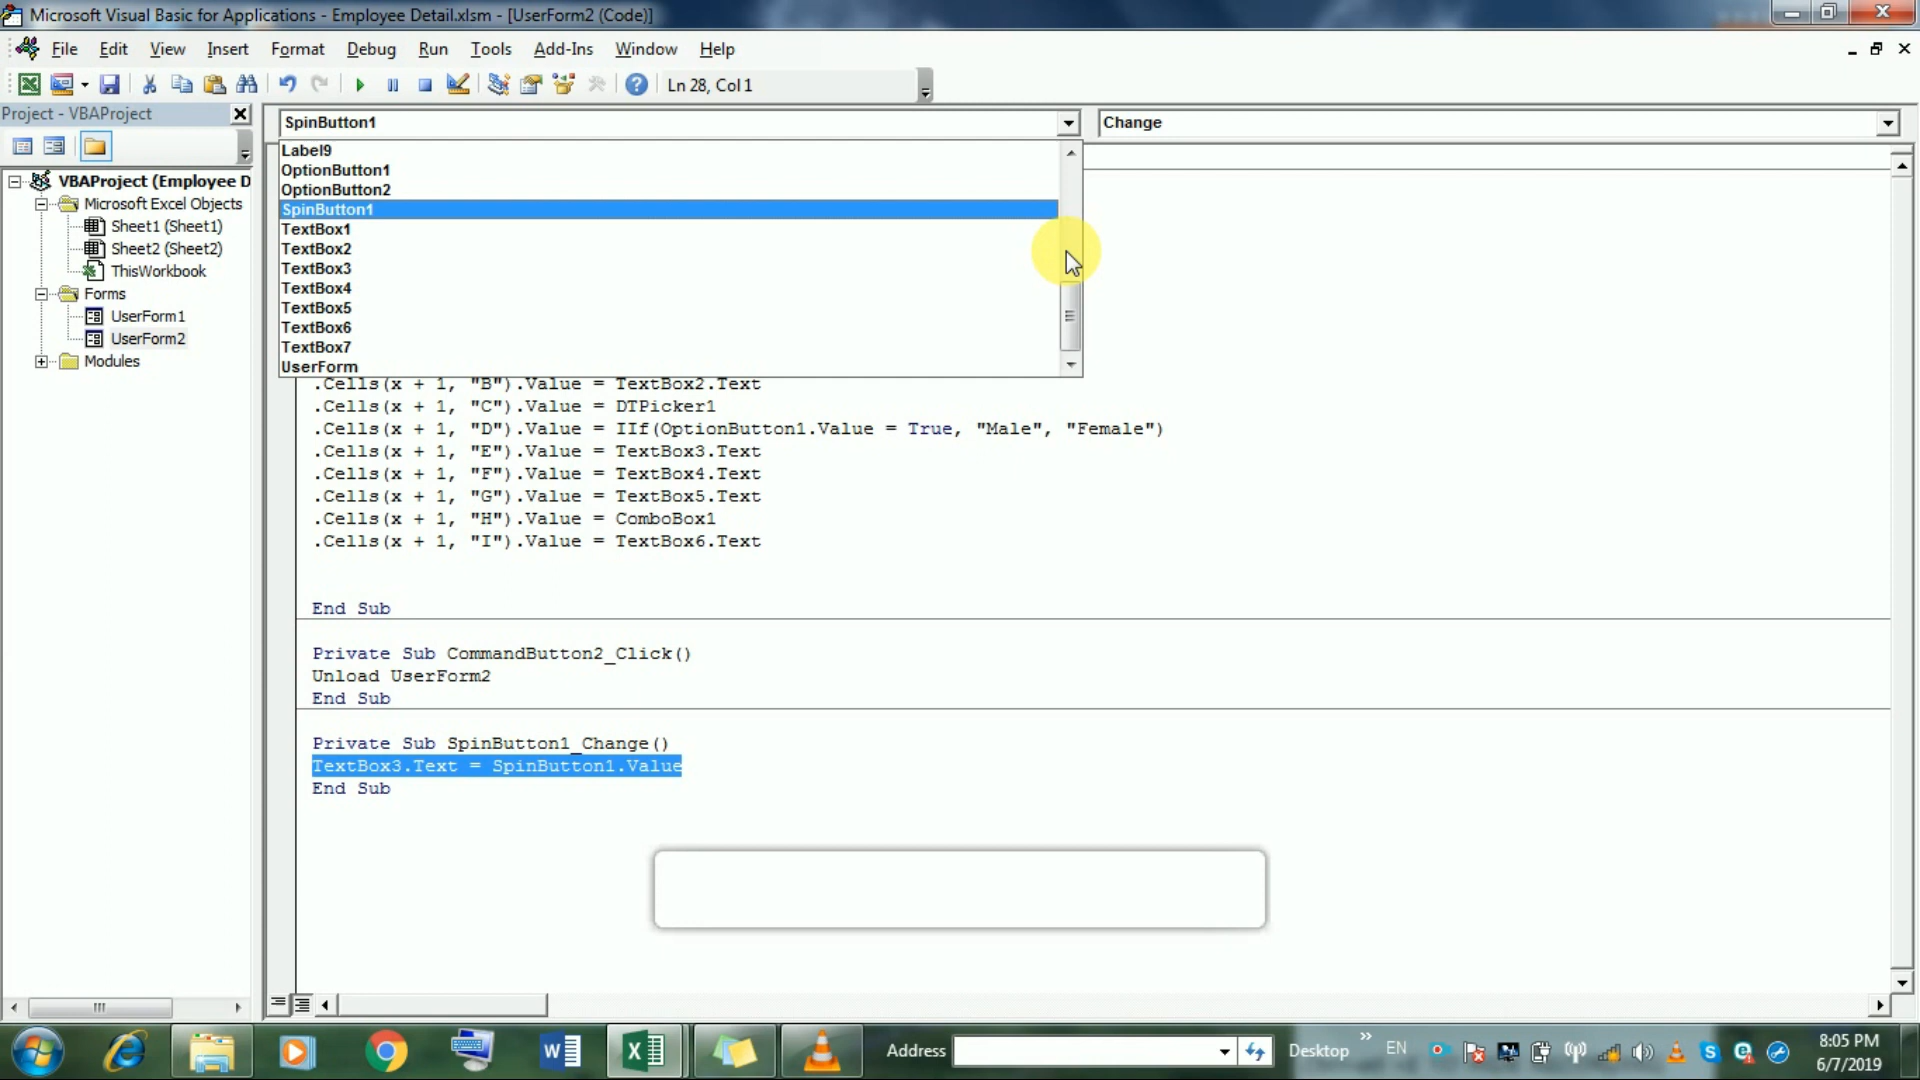 Microsoft Visual Basic for Applications - Employee Detail.xlsm - [UserForm2 (Code)]
File Edit View Insert Format Debug Run Tools Add-Ins Window Help
Ln 28, Col 1
Project - VBAProject
SpinButton1
Change
VBAProject (Employee D
Microsoft Excel Objects
Sheet1 (Sheet1)
Sheet2 (Sheet2)
ThisWorkbook
Forms
UserForm1
UserForm2
Modules
Label9
OptionButton1
OptionButton2
SpinButton1
TextBox1
TextBox2
TextBox3
TextBox4
TextBox5
TextBox6
TextBox7
UserForm
.Cells(x + 1, "B").Value = TextBox2.Text
.Cells(x + 1, "C").Value = DTPicker1
.Cells(x + 1, "D").Value = IIf(OptionButton1.Value = True, "Male", "Female")
.Cells(x + 1, "E").Value = TextBox3.Text
.Cells(x + 1, "F").Value = TextBox4.Text
.Cells(x + 1, "G").Value = TextBox5.Text
.Cells(x + 1, "H").Value = ComboBox1
.Cells(x + 1, "I").Value = TextBox6.Text
End Sub
Private Sub CommandButton2_Click()
Unload UserForm2
End Sub
Private Sub SpinButton1_Change()
TextBox3.Text = SpinButton1.Value
End Sub
Address
Desktop
EN
8:05 PM
6/7/2019